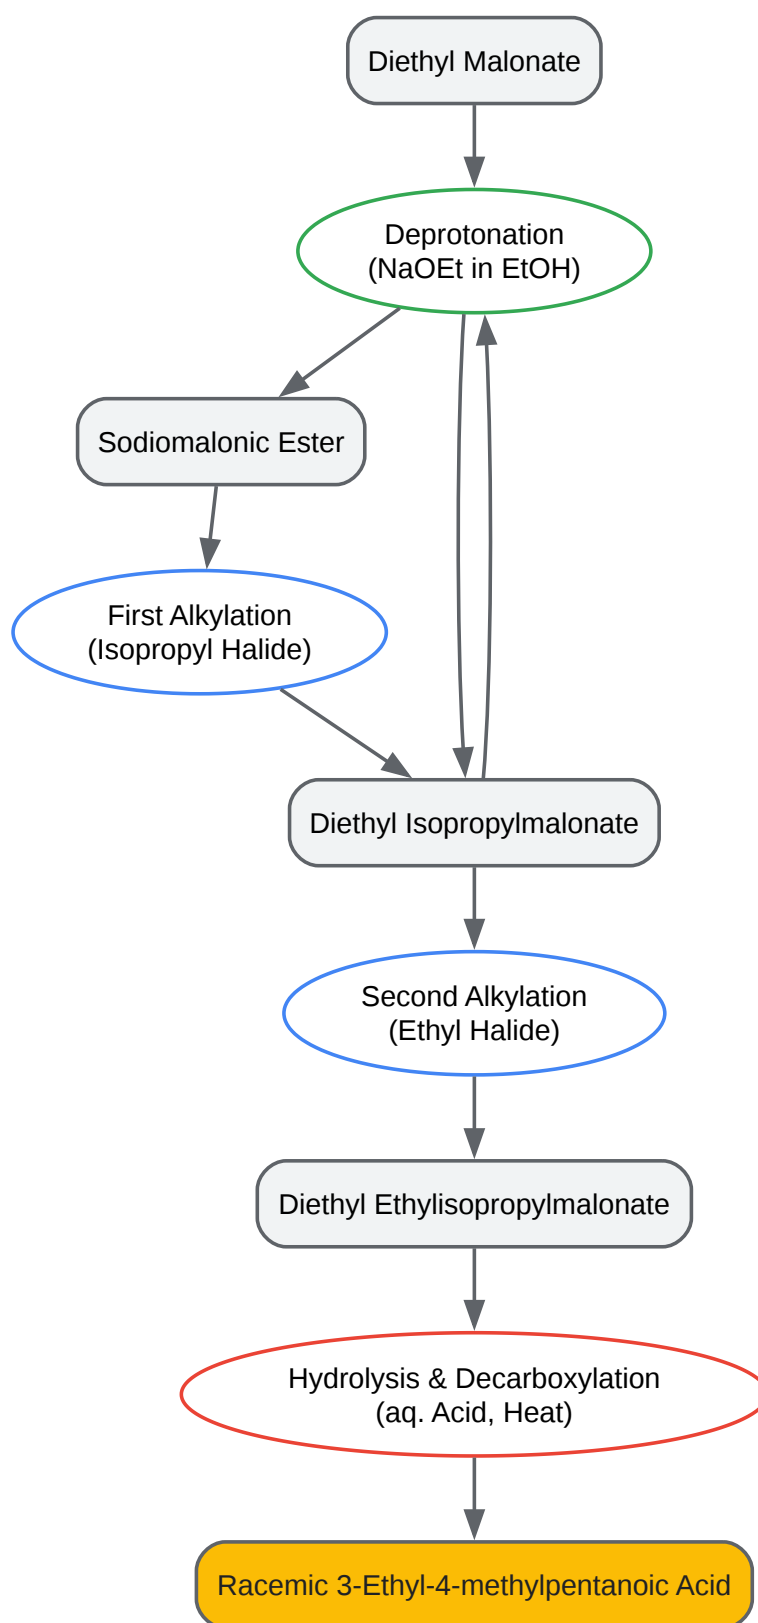 Diethyl Malonate
Deprotonation
(NaOEt in EtOH)
Sodiomalonic Ester
First Alkylation
(Isopropyl Halide)
Diethyl Isopropylmalonate
Second Alkylation
(Ethyl Halide)
Diethyl Ethylisopropylmalonate
Hydrolysis & Decarboxylation
(aq. Acid, Heat)
Racemic 3-Ethyl-4-methylpentanoic Acid